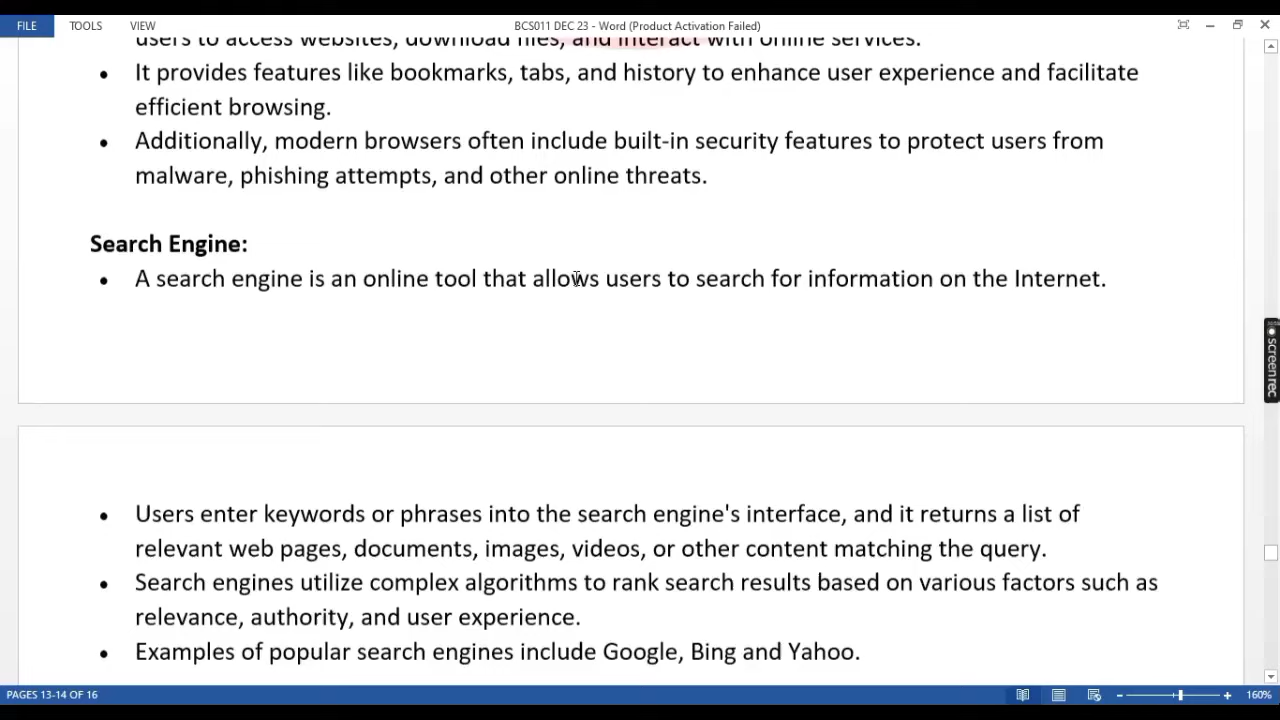 FILE TOOLS VIEW BCS011 DEC 23 - Word (Product Activation Failed)
users to access websites, download files, and interact with online services.
• It provides features like bookmarks, tabs, and history to enhance user experience and facilitate
efficient browsing.
• Additionally, modern browsers often include built-in security features to protect users from
malware, phishing attempts, and other online threats.
Search Engine:
• A search engine is an online tool that allows users to search for information on the Internet.
• Users enter keywords or phrases into the search engine's interface, and it returns a list of
relevant web pages, documents, images, videos, or other content matching the query.
• Search engines utilize complex algorithms to rank search results based on various factors such as
relevance, authority, and user experience.
• Examples of popular search engines include Google, Bing and Yahoo.
screenrec
PAGES 13-14 OF 16 160%